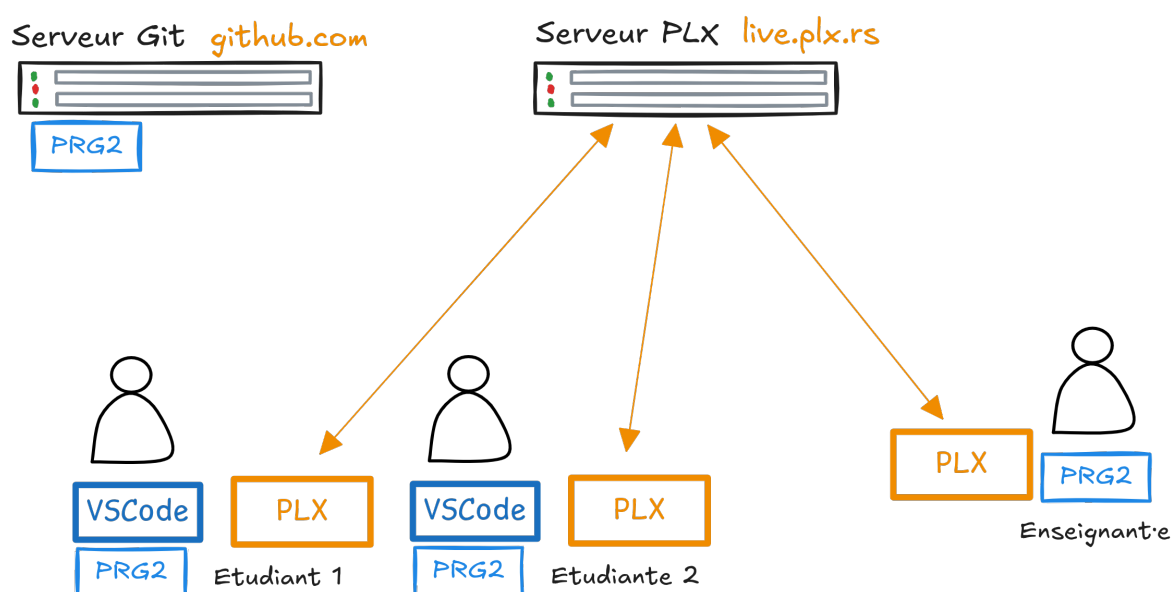 Serveur Git github.com
Serveur PLX live.plx.rs
PRG2
PLX
PRG2
Enseignant·e
VSCode
PLX
PRG2
Etudiant 1
VSCode
PLX
PRG2
Etudiante 2